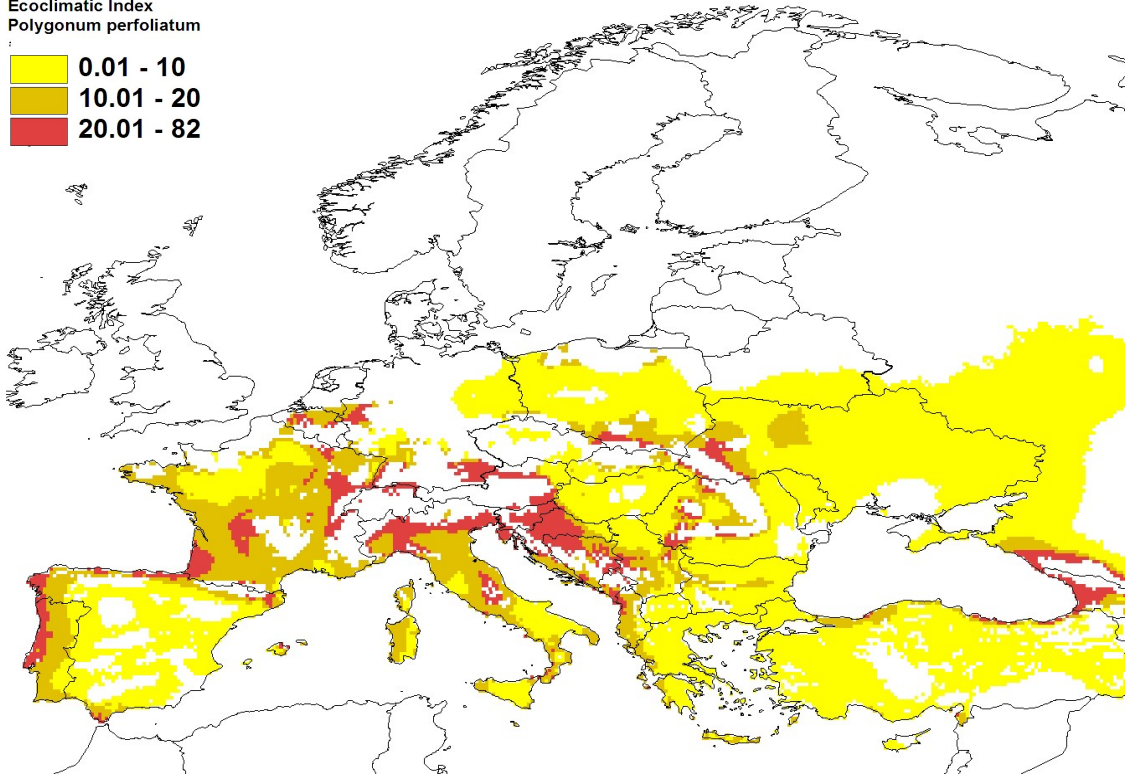 Ecoclimatic Index
Polygonum perfoliatum
0.01 - 10
10.01 - 20
20.01 - 82